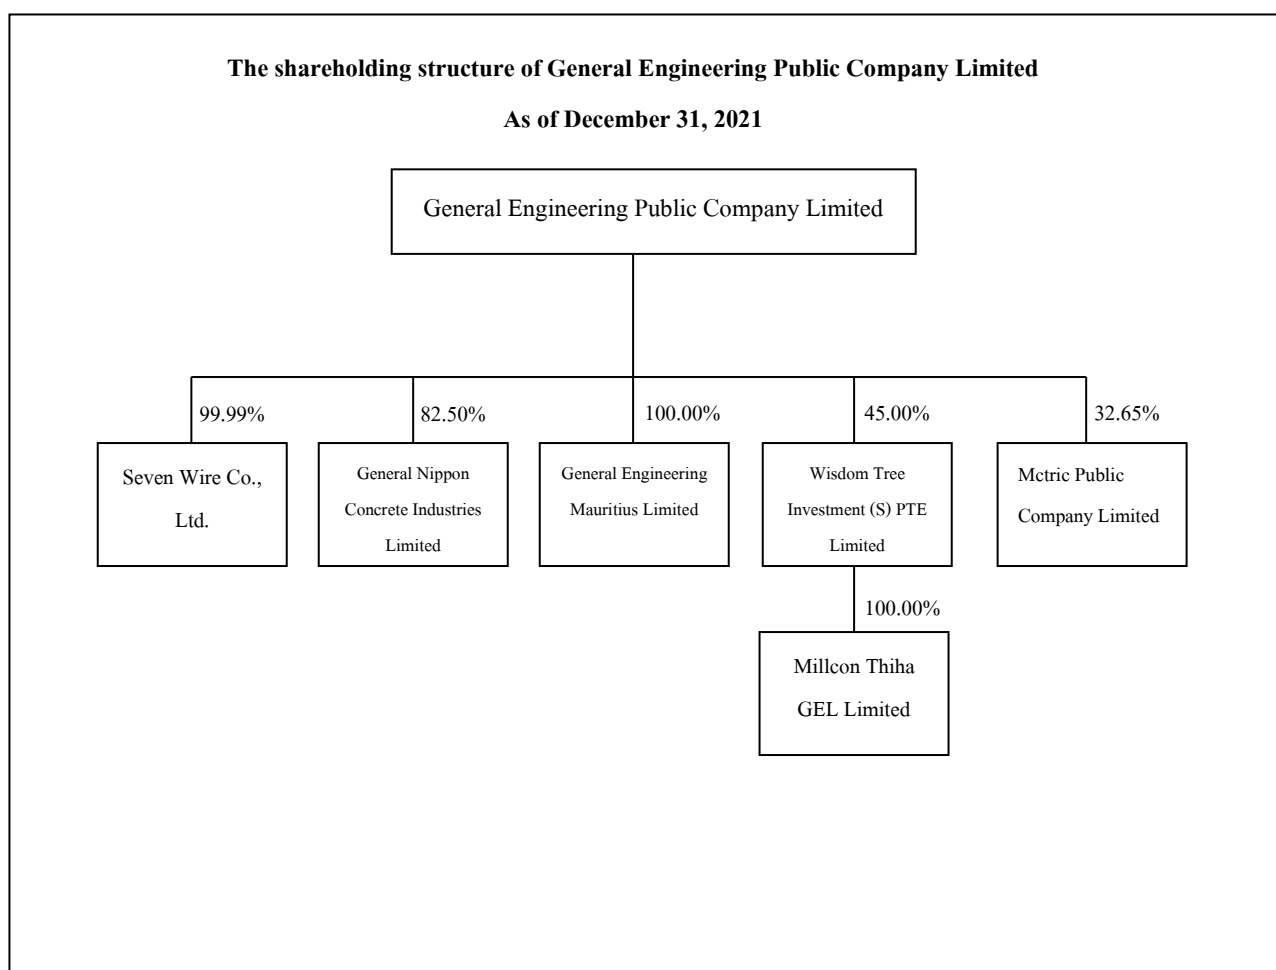 The shareholding structure of General Engineering Public Company Limited
As of December 31, 2021
General Engineering Public Company Limited
99.99%
82.50%
100.00%
45.00%
32.65%
Seven Wire Co.,
Ltd.
General Nippon
Concrete Industries
Limited
General Engineering
Mauritius Limited
Wisdom Tree
Investment (S) PTE
Limited
Mctric Public
Company Limited
100.00%
Millcon Thiha
GEL Limited